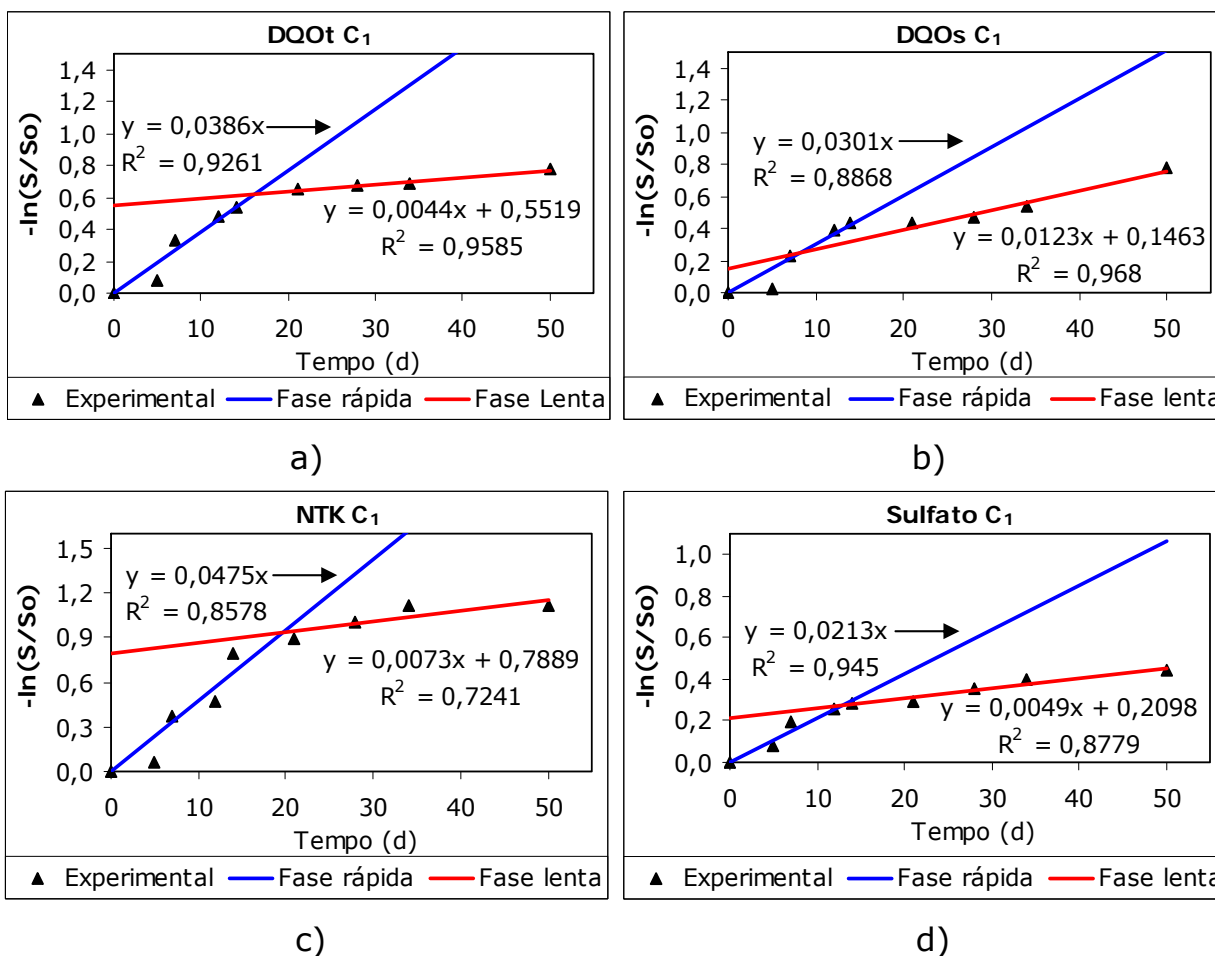 DQOt C₁
-ln(S/So)
1,4
1,2
1,0
0,8
0,6
0,4
0,2
0,0
y = 0,0386x
R² = 0,9261
y = 0,0044x + 0,5519
R² = 0,9585
0 10 20 30 40 50
Tempo (d)
Experimental Fase rápida Fase Lenta
a)
DQOs C₁
-ln(S/So)
1,4
1,2
1,0
0,8
0,6
0,4
0,2
0,0
y = 0,0301x
R² = 0,8868
y = 0,0123x + 0,1463
R² = 0,968
0 10 20 30 40 50
Tempo (d)
Experimental Fase rápida Fase lenta
b)
NTK C₁
-ln(S/So)
1,5
1,2
0,9
0,6
0,3
0,0
y = 0,0475x
R² = 0,8578
y = 0,0073x + 0,7889
R² = 0,7241
0 10 20 30 40 50
Tempo (d)
Experimental Fase rápida Fase lenta
c)
Sulfato C₁
-ln(S/So)
1,0
0,8
0,6
0,4
0,2
0,0
y = 0,0213x
R² = 0,945
y = 0,0049x + 0,2098
R² = 0,8779
0 10 20 30 40 50
Tempo (d)
Experimental Fase rápida Fase lenta
d)